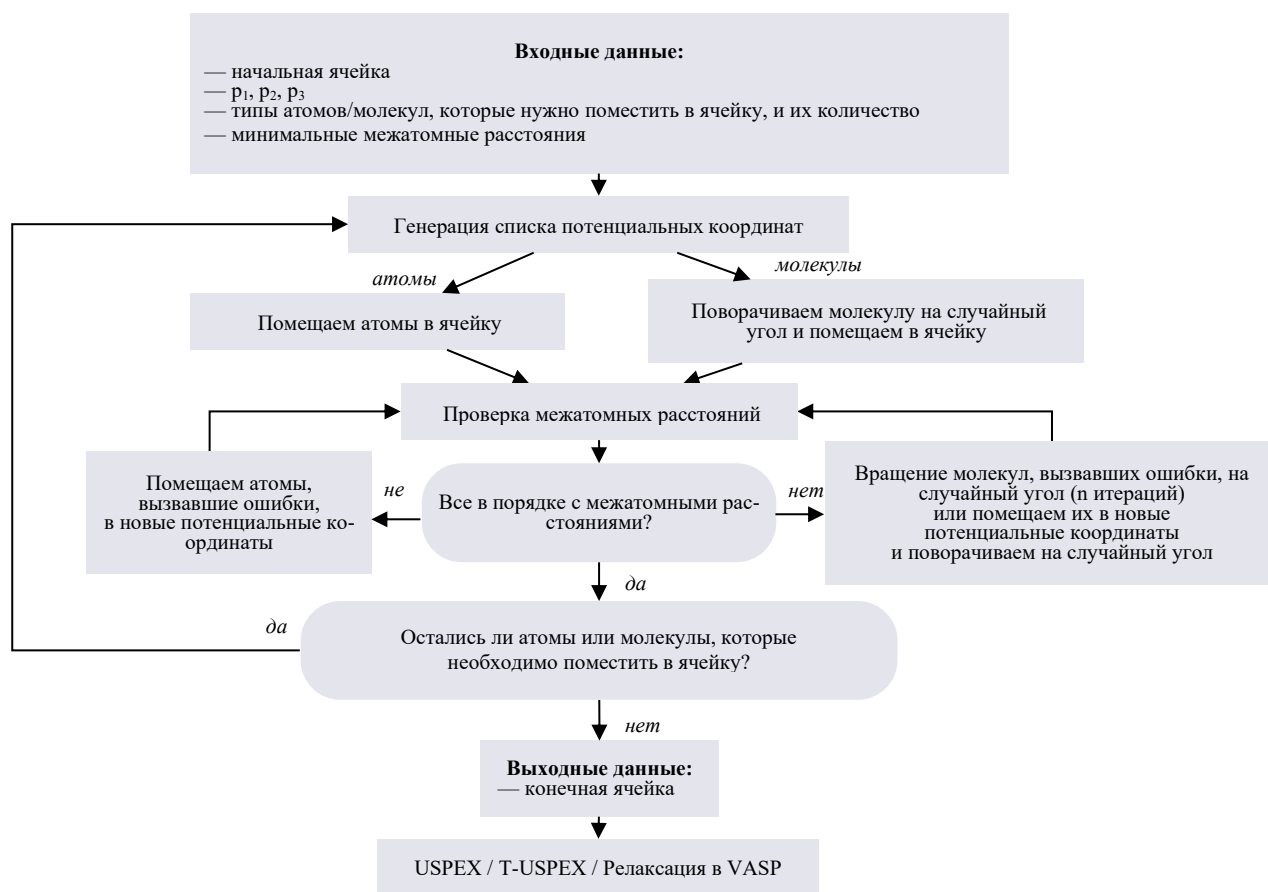 Входные данные:
— начальная ячейка
— p₁, p₂, p₃
— типы атомов/молекул, которые нужно поместить в ячейку, и их количество
— минимальные межатомные расстояния
Генерация списка потенциальных координат
атомы
молекулы
Помещаем атомы в ячейку
Поворачиваем молекулу на случайный
угол и помещаем в ячейку
Проверка межатомных расстояний
Помещаем атомы,
вызвавшие ошибки,
в новые потенциальные ко-
ординаты
не
Все в порядке с межатомными рас-
стояниями?
нет
Вращение молекул, вызвавших ошибки, на
случайный угол (n итераций)
или помещаем их в новые
потенциальные координаты
и поворачиваем на случайный угол
да
да
Остались ли атомы или молекулы, которые
необходимо поместить в ячейку?
нет
Выходные данные:
— конечная ячейка
USPEX / T-USPEX / Релаксация в VASP